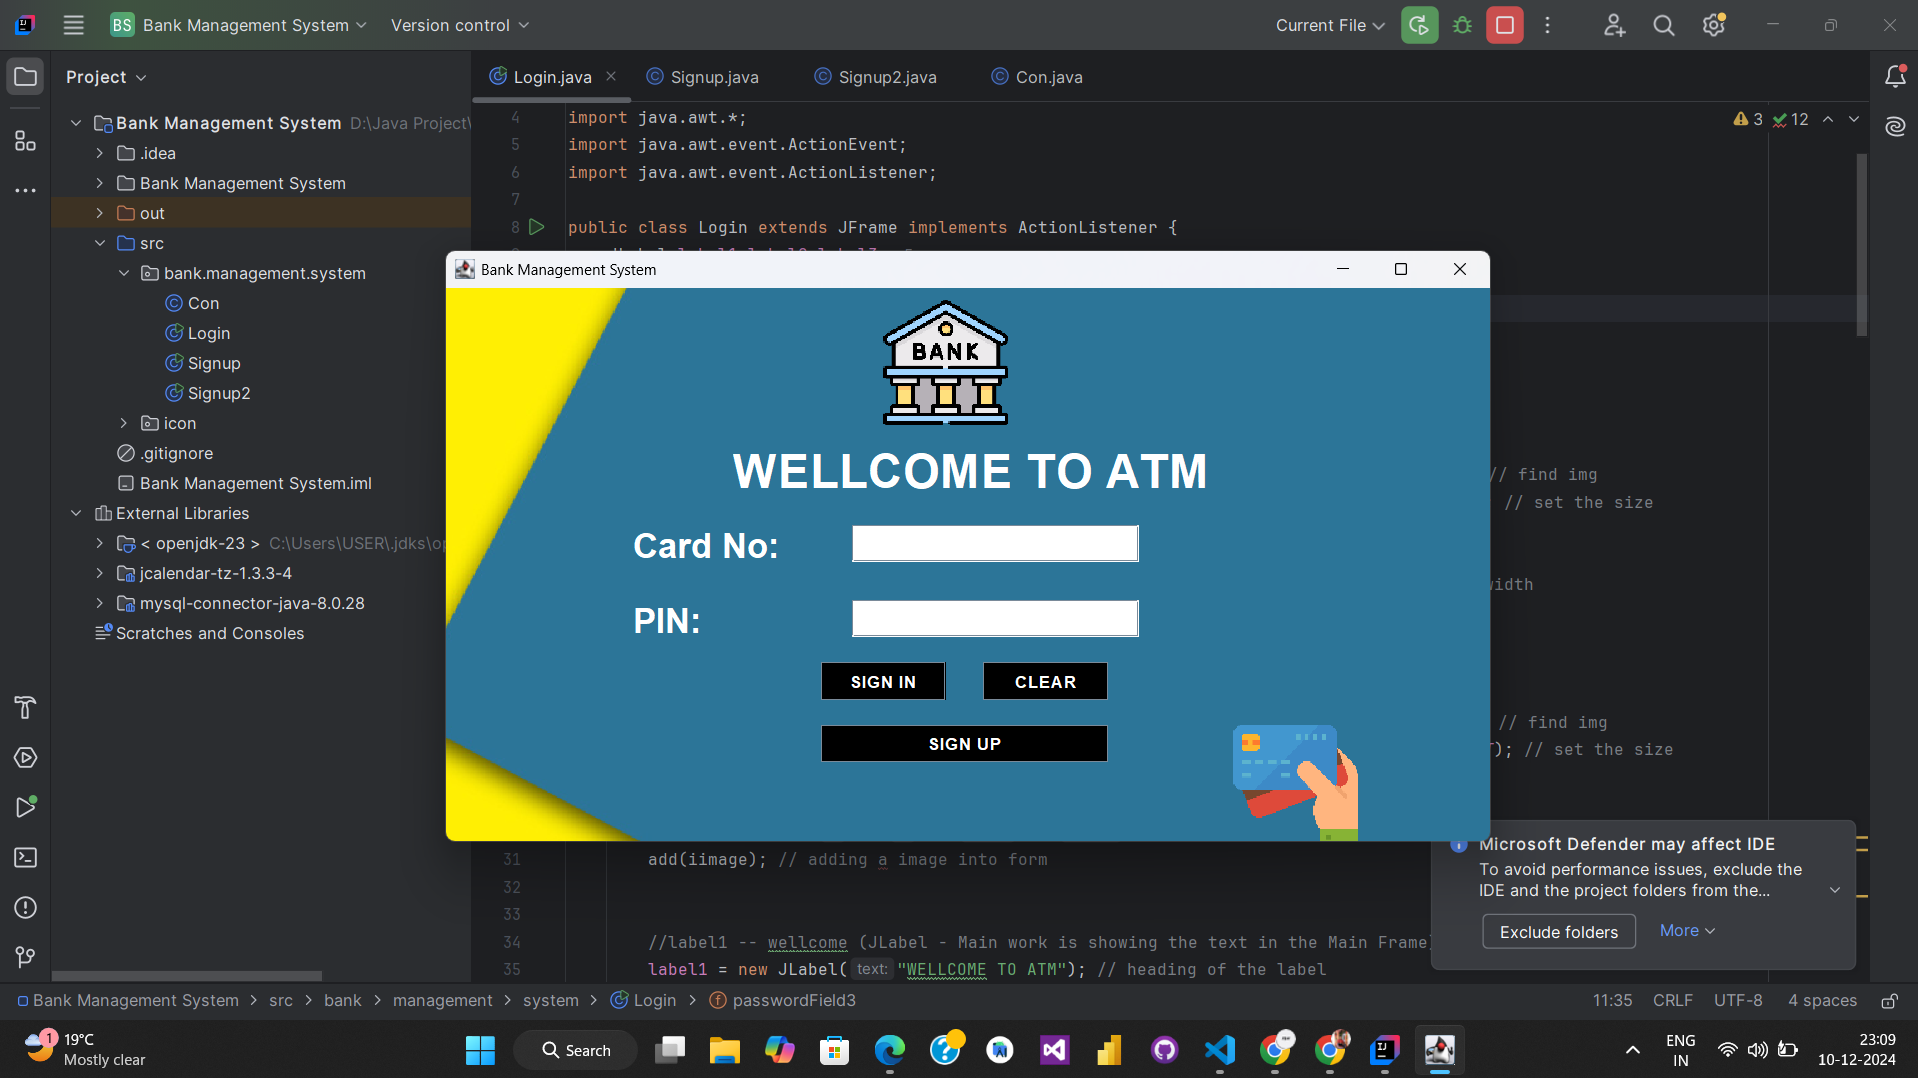 BS Bank Management System Version control Current File
Project
Login.java Signup.java Signup2.java Con.java
Bank Management System D:\Java Project\
.idea
Bank Management System
out
src
bank.management.system
Con
Login
Signup
Signup2
icon
.gitignore
Bank Management System.iml
External Libraries
< openjdk-23 > C:\Users\USER\.jdks\op
jcalendar-tz-1.3.3-4
mysql-connector-java-8.0.28
Scratches and Consoles
4 import java.awt.*;
5 import java.awt.event.ActionEvent;
6 import java.awt.event.ActionListener;
7
8 public class Login extends JFrame implements ActionListener {
3 12
Bank Management System
BANK
WELLCOME TO ATM
Card No:
PIN:
SIGN IN CLEAR
SIGN UP
// find img
// set the size
width
// find img
); // set the size
31 add(iimage); // adding a image into form
32
33
34 //label1 -- wellcome (JLabel - Main work is showing the text in the Main Frame)
35 label1 = new JLabel( text: "WELLCOME TO ATM"); // heading of the label
Microsoft Defender may affect IDE
To avoid performance issues, exclude the
IDE and the project folders from the...
Exclude folders More
Bank Management System > src > bank > management > system > Login > passwordField3
11:35 CRLF UTF-8 4 spaces
1 19°C
Mostly clear
Search
ENG
IN
23:09
10-12-2024